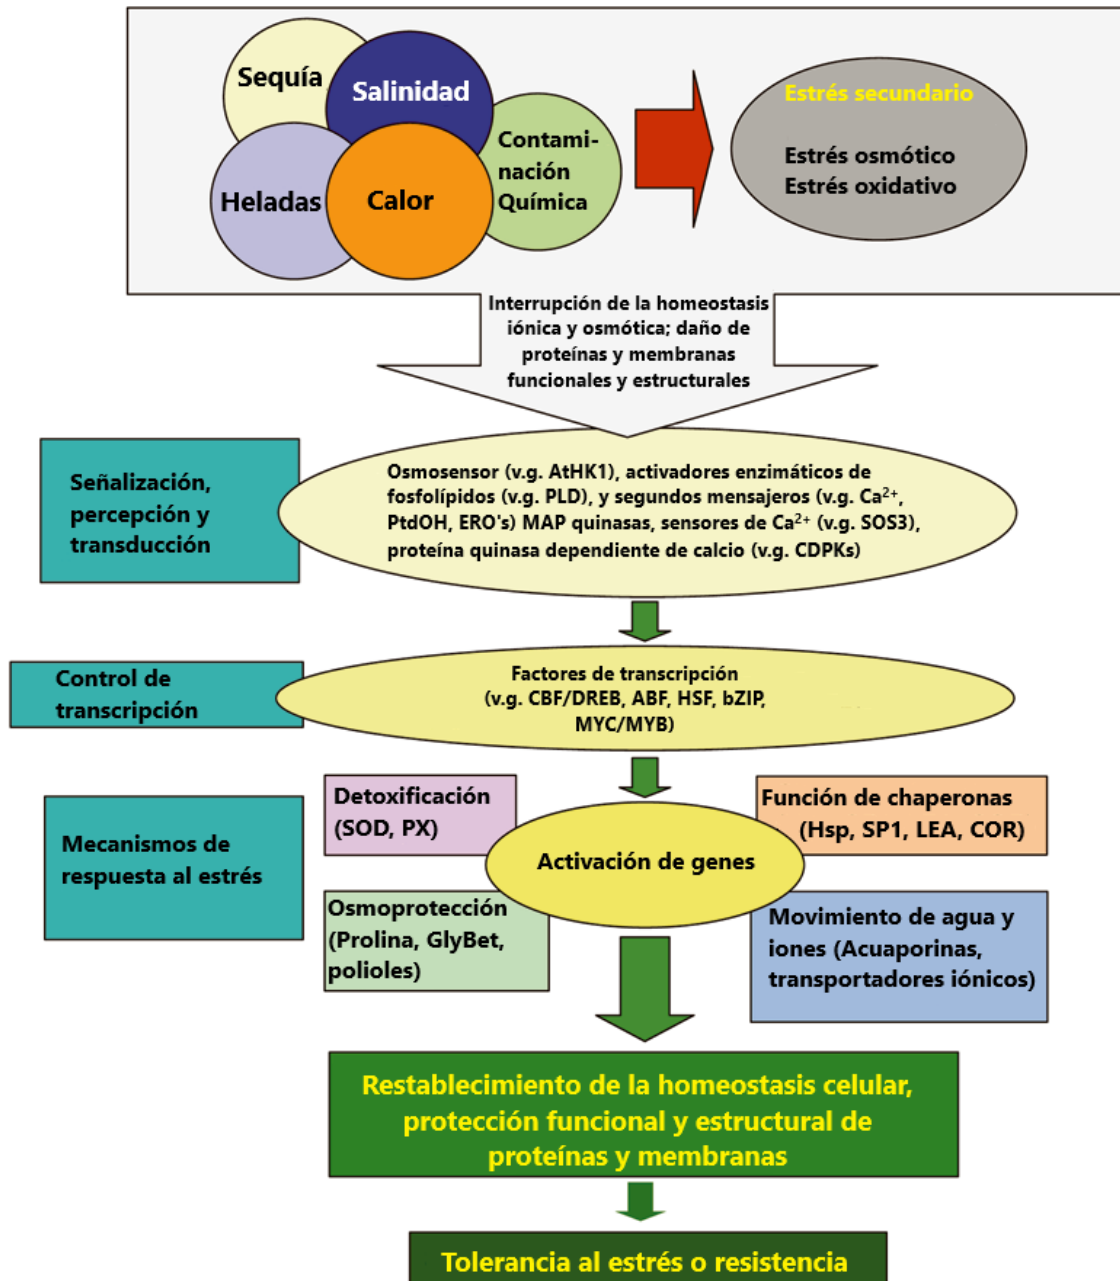 Sequía
Salinidad
Heladas
Calor
Contami-
nación
Química
Estrés secundario
Estrés osmótico
Estrés oxidativo
Interrupción de la homeostasis
iónica y osmótica; daño de
proteínas y membranas
funcionales y estructurales
Señalización,
percepción y
transducción
Osmosensor (v.g. AtHK1), activadores enzimáticos de
fosfolípidos (v.g. PLD), y segundos mensajeros (v.g. Ca²⁺,
PtdOH, ERO's) MAP quinasas, sensores de Ca²⁺ (v.g. SOS3),
proteína quinasa dependiente de calcio (v.g. CDPKs)
Control de
transcripción
Factores de transcripción
(v.g. CBF/DREB, ABF, HSF, bZIP,
MYC/MYB)
Mecanismos de
respuesta al estrés
Detoxificación
(SOD, PX)
Función de chaperonas
(Hsp, SP1, LEA, COR)
Activación de genes
Osmoprotección
(Prolina, GlyBet,
polioles)
Movimiento de agua y
iones (Acuaporinas,
transportadores iónicos)
Restablecimiento de la homeostasis celular,
protección funcional y estructural de
proteínas y membranas
Tolerancia al estrés o resistencia